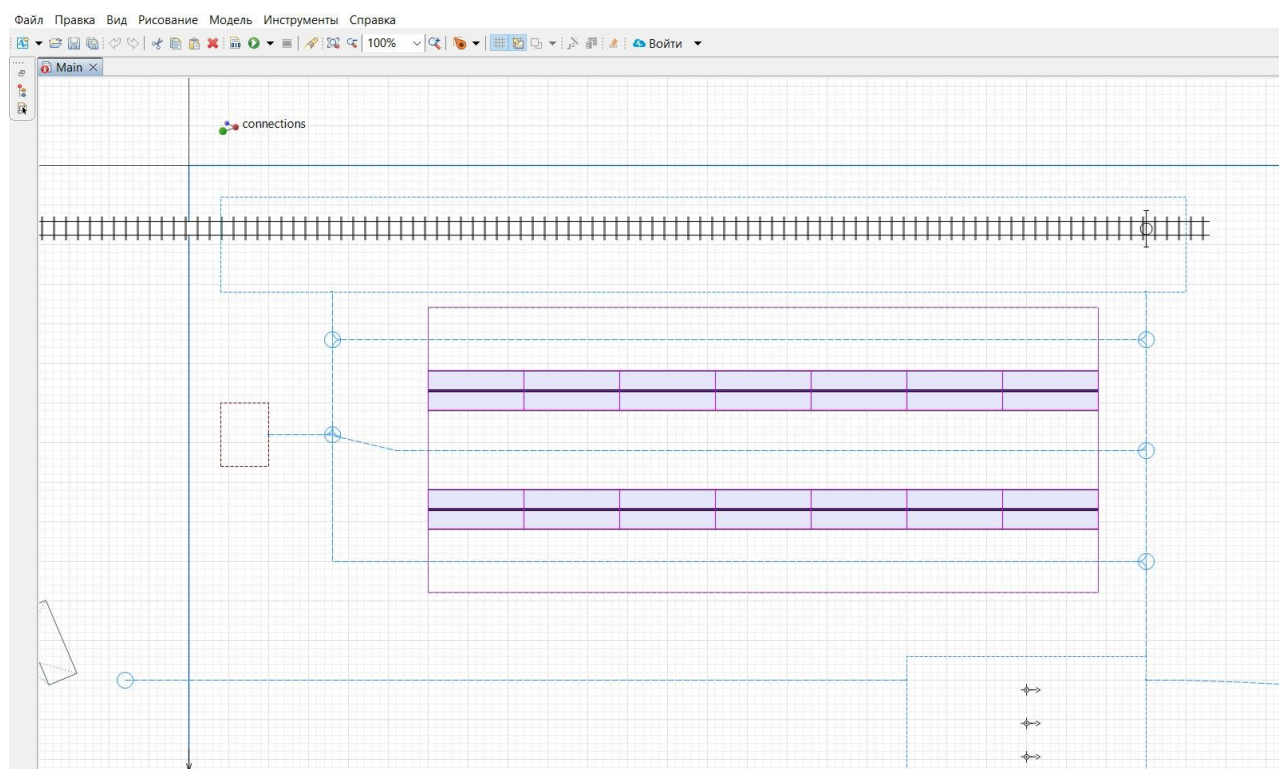 Файл Правка Вид Рисование Модель Инструменты Справка
100% Войти
Main
connections